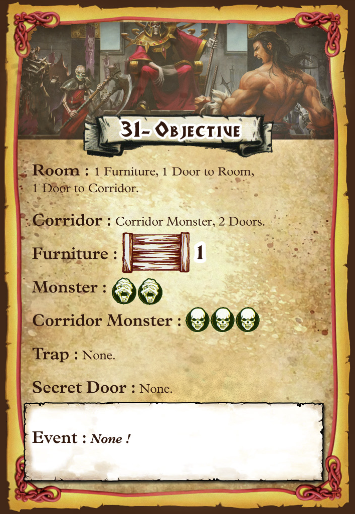 31- Objective
Room : 1 Furniture, 1 Door to Room,
1 Door to Corridor.
Corridor : Corridor Monster, 2 Doors.
Furniture : 1
Monster :
Corridor Monster :
Trap : None.
Secret Door : None.
Event : None !